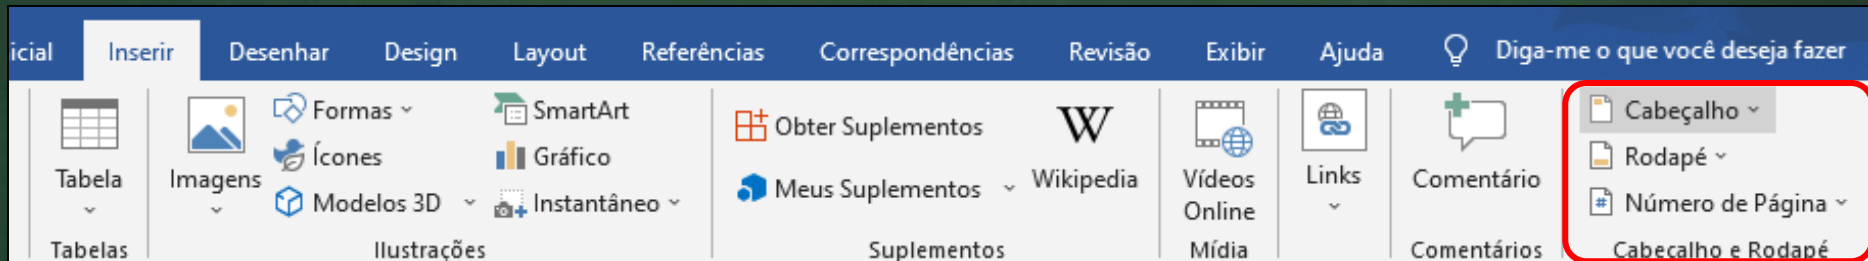 icial Inserir Desenhar Design Layout Referências Correspondências Revisão Exibir Ajuda Diga-me o que você deseja fazer
Tabela
Tabelas
Imagens
Formas
Ícones
Modelos 3D
SmartArt
Gráfico
Instantâneo
Ilustrações
Obter Suplementos
Meus Suplementos
W
Wikipedia
Suplementos
Vídeos
Online
Mídia
Links
Comentário
Comentários
Cabeçalho
Rodapé
# Número de Página
Cabeçalho e Rodapé